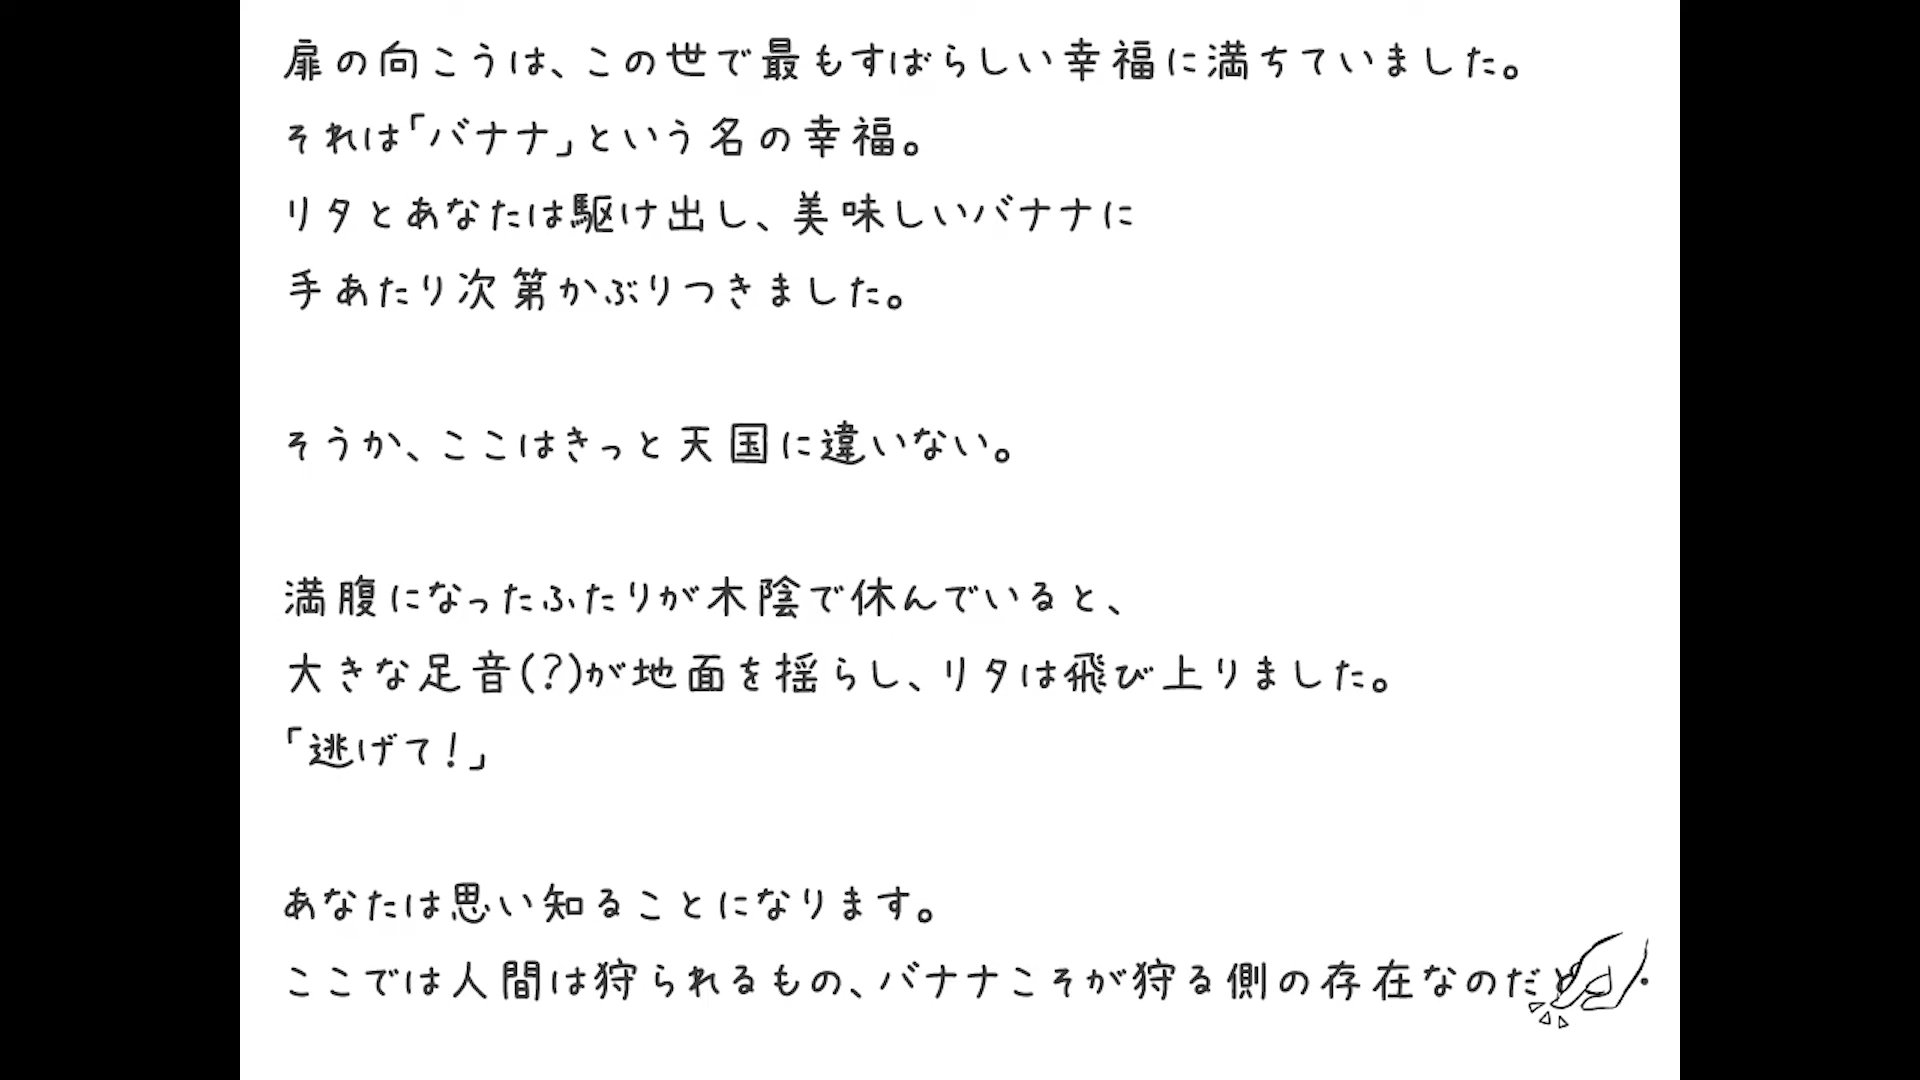 扉の向こうは、この世で最もすばらしい幸福に満ちていました。
それは「バナナ」という名の幸福。
リタとあなたは駆け出し、美味しいバナナに
手あたり次第かぶりつきました。
そうか、ここはきっと天国に違いない。
満腹になったふたりが木陰で休んでいると、
大きな足音(?)が地面を揺らし、リタは飛び上りました。
「逃げて!」
あなたは思い知ることになります。
ここでは人間は狩られるもの、バナナこそが狩る側の存在なのだと